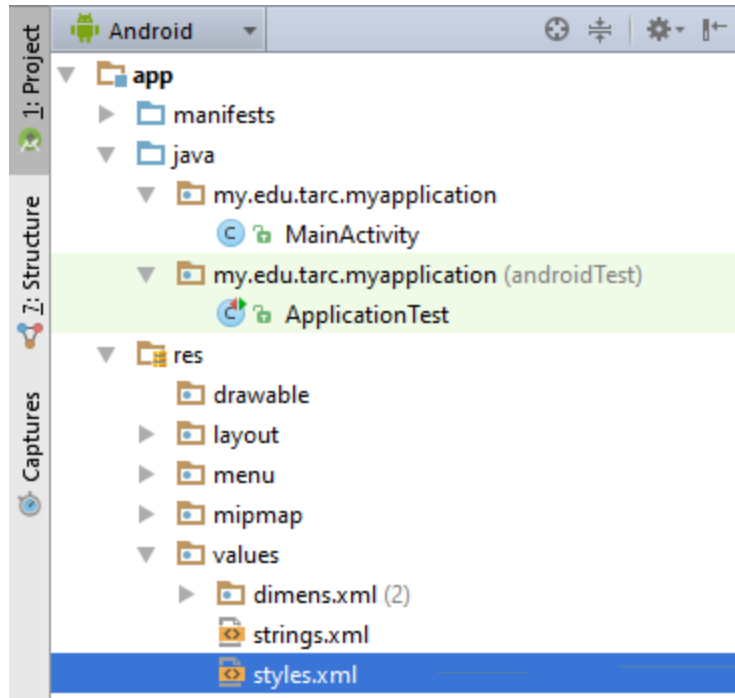 1: Project
7: Structure
Captures
Android
app
manifests
java
my.edu.tarc.myapplication
C MainActivity
my.edu.tarc.myapplication (androidTest)
C ApplicationTest
res
drawable
layout
menu
mipmap
values
dimens.xml (2)
strings.xml
styles.xml